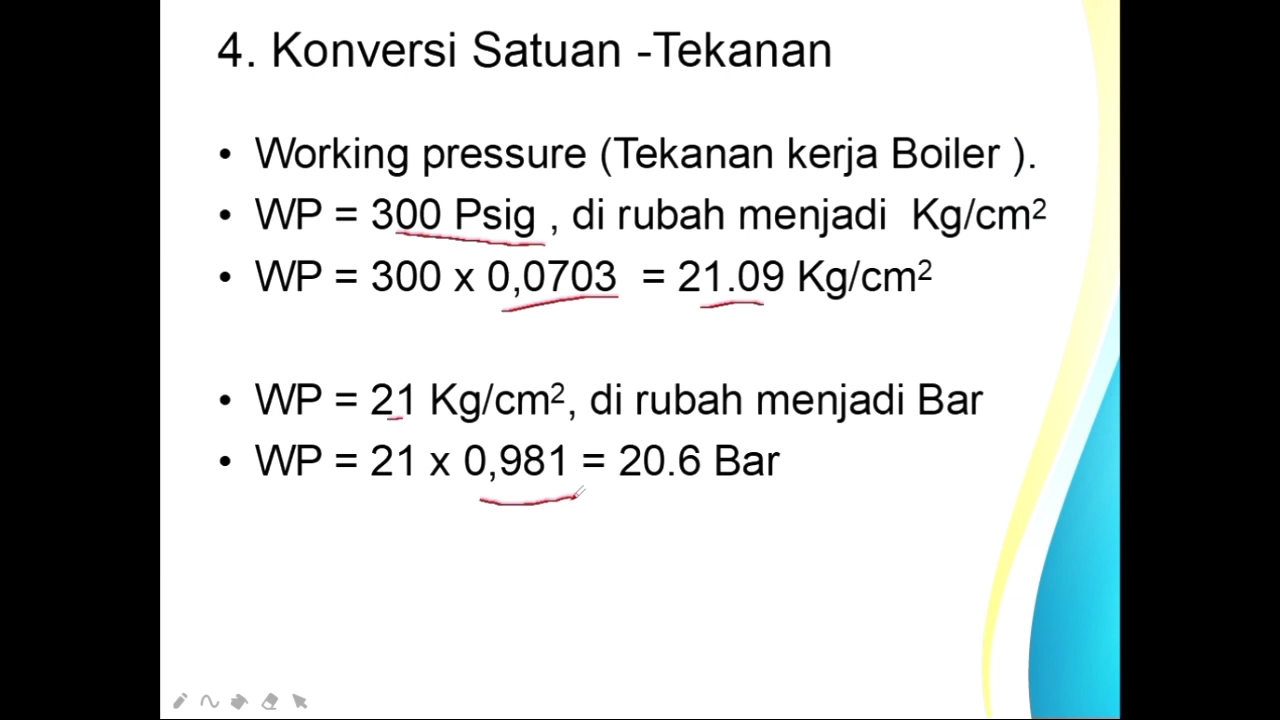 4. Konversi Satuan -Tekanan
• Working pressure (Tekanan kerja Boiler ).
• WP = 300 Psig , di rubah menjadi Kg/cm²
• WP = 300 x 0,0703 = 21.09 Kg/cm²
• WP = 21 Kg/cm², di rubah menjadi Bar
• WP = 21 x 0,981 = 20.6 Bar